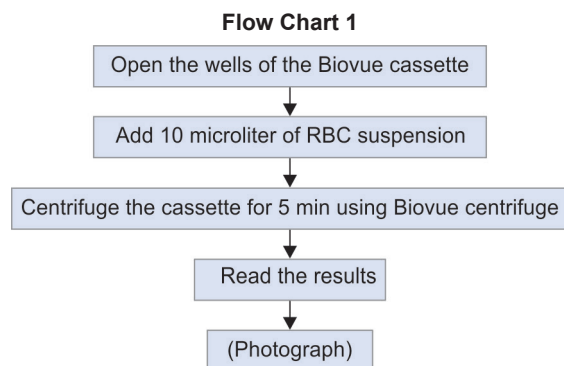 Flow Chart 1
Open the wells of the Biovue cassette
Add 10 microliter of RBC suspension
Centrifuge the cassette for 5 min using Biovue centrifuge
Read the results
(Photograph)